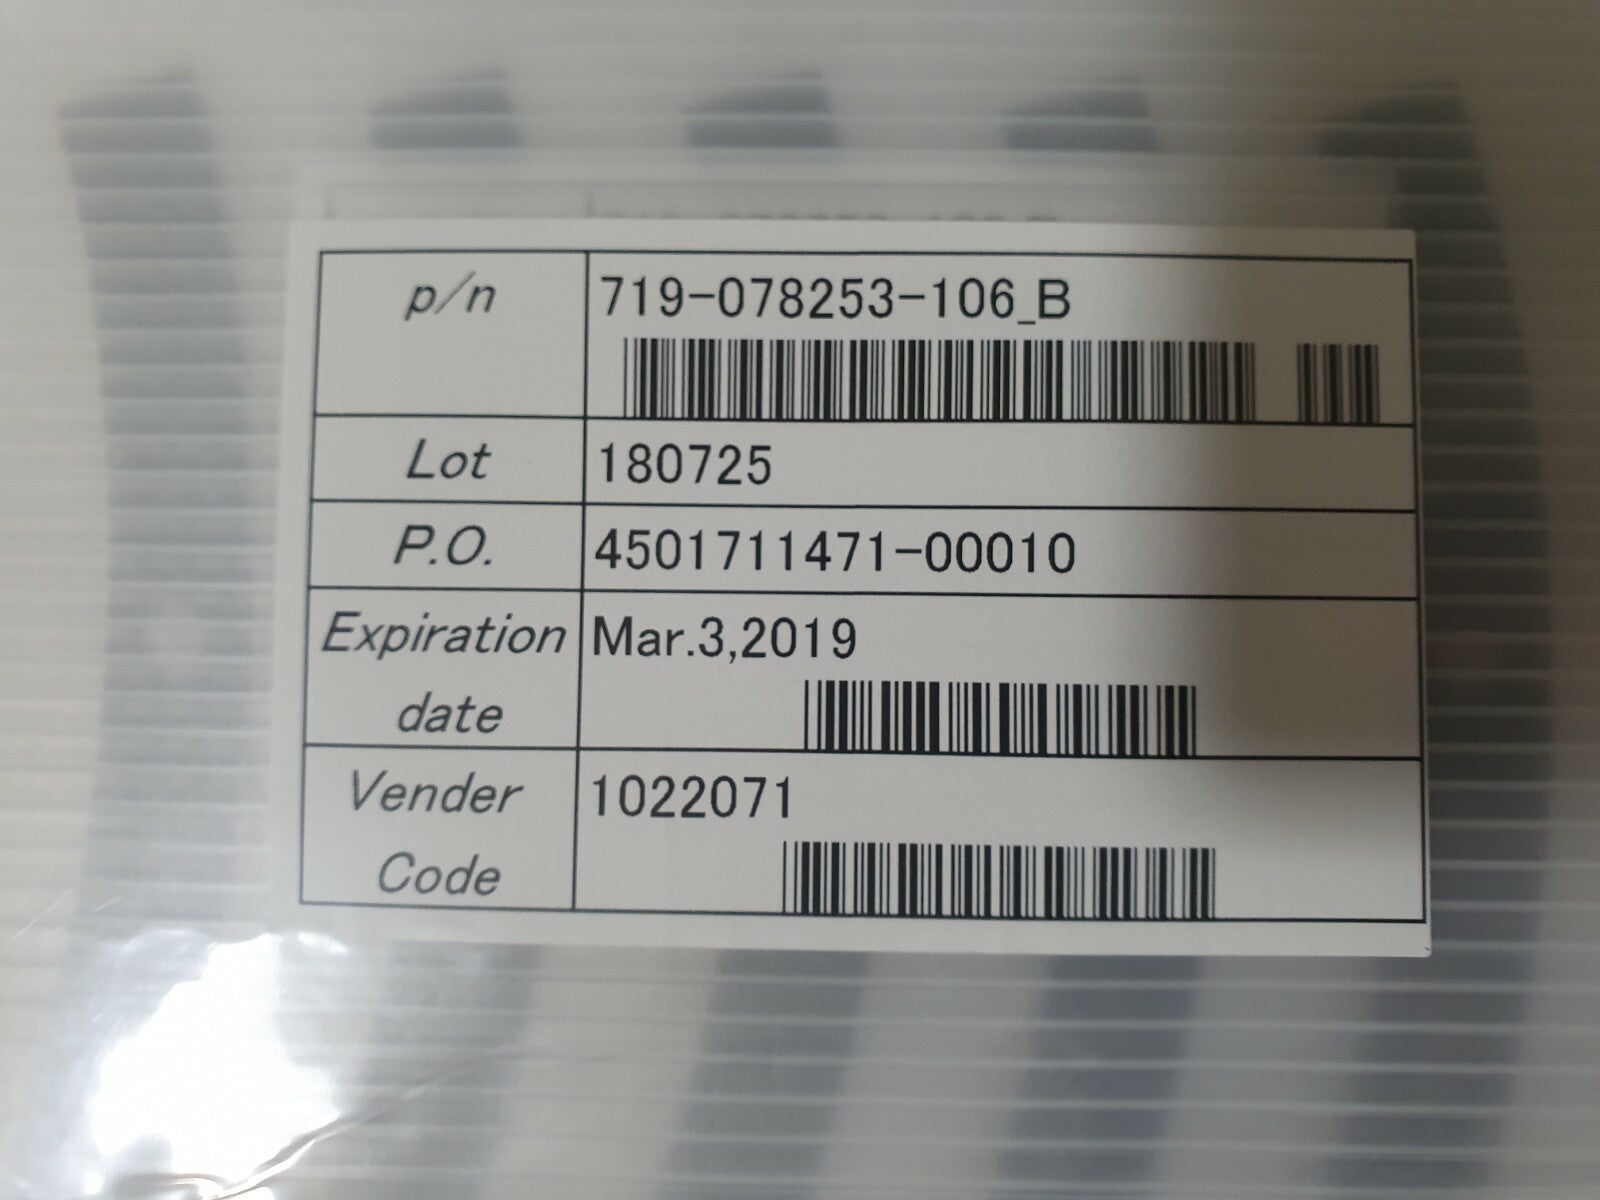 p/n 719-078253-106_B
Lot 180725
P.O. 4501711471-00010
Expiration date Mar.3,2019
Vender Code 1022071